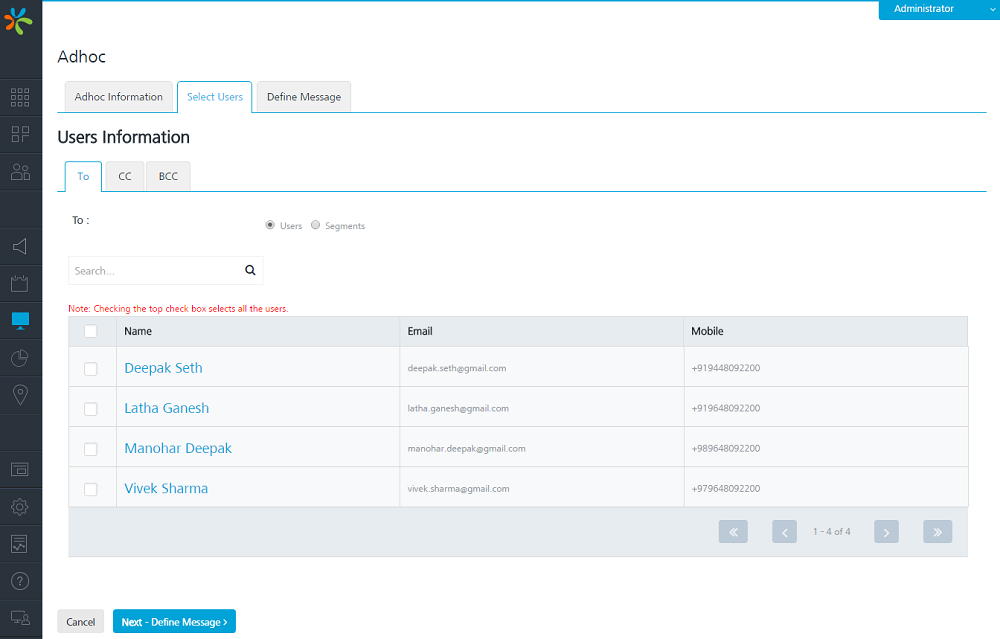 Administrator
Adhoc
Adhoc Information Select Users Define Message
Users Information
To CC BCC
To : Users Segments
Search...
Note: Checking the top check box selects all the users.
Name Email Mobile
Deepak Seth deepak.seth@gmail.com +919448092200
Latha Ganesh latha.ganesh@gmail.com +919648092200
Manohar Deepak manohar.deepak@gmail.com +989648092200
Vivek Sharma vivek.sharma@gmail.com +979648092200
« ‹ 1 - 4 of 4 › »
Cancel Next - Define Message ›